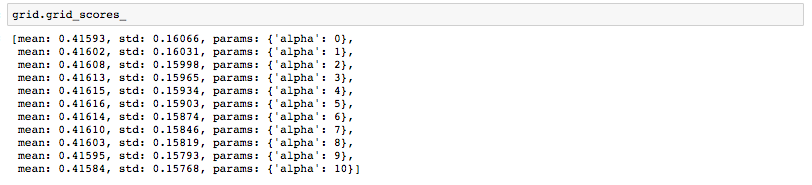 grid.grid_scores_
[mean: 0.41593, std: 0.16066, params: {'alpha': 0},
mean: 0.41602, std: 0.16031, params: {'alpha': 1},
mean: 0.41608, std: 0.15998, params: {'alpha': 2},
mean: 0.41613, std: 0.15965, params: {'alpha': 3},
mean: 0.41615, std: 0.15934, params: {'alpha': 4},
mean: 0.41616, std: 0.15903, params: {'alpha': 5},
mean: 0.41614, std: 0.15874, params: {'alpha': 6},
mean: 0.41610, std: 0.15846, params: {'alpha': 7},
mean: 0.41603, std: 0.15819, params: {'alpha': 8},
mean: 0.41595, std: 0.15793, params: {'alpha': 9},
mean: 0.41584, std: 0.15768, params: {'alpha': 10}]